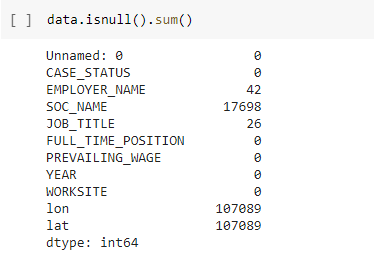 [ ] data.isnull().sum()
Unnamed: 0 0
CASE_STATUS 0
EMPLOYER_NAME 42
SOC_NAME 17698
JOB_TITLE 26
FULL_TIME_POSITION 0
PREVAILING_WAGE 0
YEAR 0
WORKSITE 0
lon 107089
lat 107089
dtype: int64